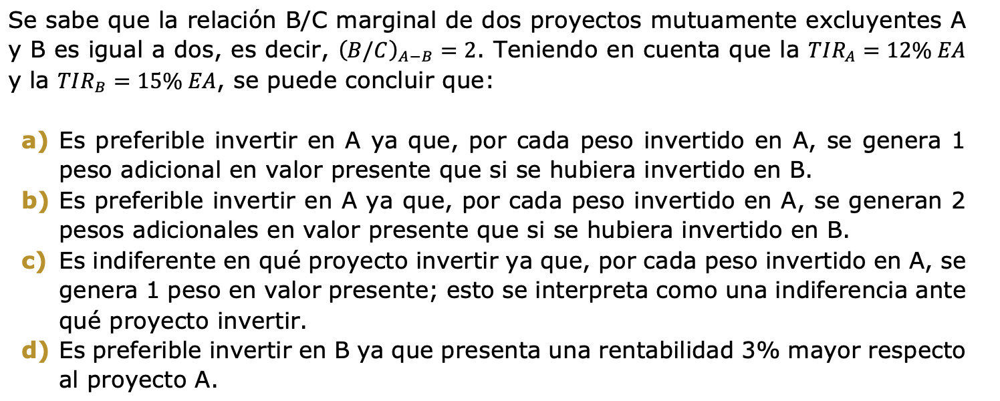 Se sabe que la relación B/C marginal de dos proyectos mutuamente excluyentes A
y B es igual a dos, es decir, (B/C)_{A−B} = 2. Teniendo en cuenta que la TIR_A = 12% EA
y la TIR_B = 15% EA, se puede concluir que:
a) Es preferible invertir en A ya que, por cada peso invertido en A, se genera 1
peso adicional en valor presente que si se hubiera invertido en B.
b) Es preferible invertir en A ya que, por cada peso invertido en A, se generan 2
pesos adicionales en valor presente que si se hubiera invertido en B.
c) Es indiferente en qué proyecto invertir ya que, por cada peso invertido en A, se
genera 1 peso en valor presente; esto se interpreta como una indiferencia ante
qué proyecto invertir.
d) Es preferible invertir en B ya que presenta una rentabilidad 3% mayor respecto
al proyecto A.